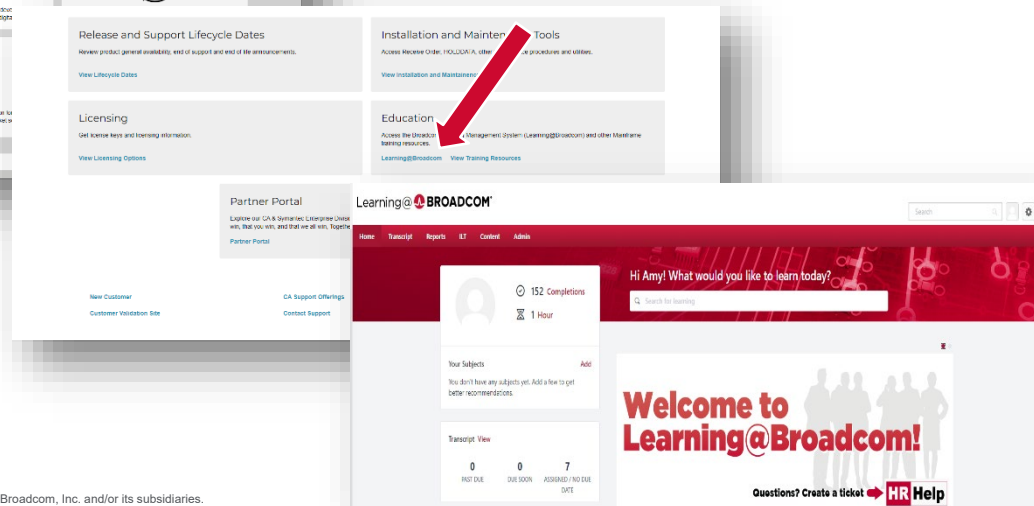 Release and Support Lifecycle Dates
Review product general availability, end of support and end of life announcements.
View Lifecycle Dates
Installation and Maintenance Tools
Access Receive Order, HOLDDATA, other procedures and utilities.
View Installation and Maintenance
Licensing
Get license keys and licensing information.
View Licensing Options
Education
Access the Broadcom Management System (Learning@Broadcom) and other Mainframe
training resources.
Learning@Broadcom View Training Resources
Partner Portal
Explore our CA & Symantec Enterprise
win, that you win, and that we all win,
Partner Portal
New Customer
CA Support Offerings
Customer Validation Site
Contact Support
Learning@BROADCOM
Search
Home Transcript Reports ILT Content Admin
152 Completions
1 Hour
Hi Amy! What would you like to learn today?
Search for learning
Your Subjects Add
You don't have any subjects yet. Add a few to get
better recommendations.
Transcript View
0 0 7
PAST DUE DUE SOON ASSIGNED / NO DUE
DATE
Welcome to
Learning@Broadcom!
Questions? Create a ticket HR Help
Broadcom, Inc. and/or its subsidiaries.